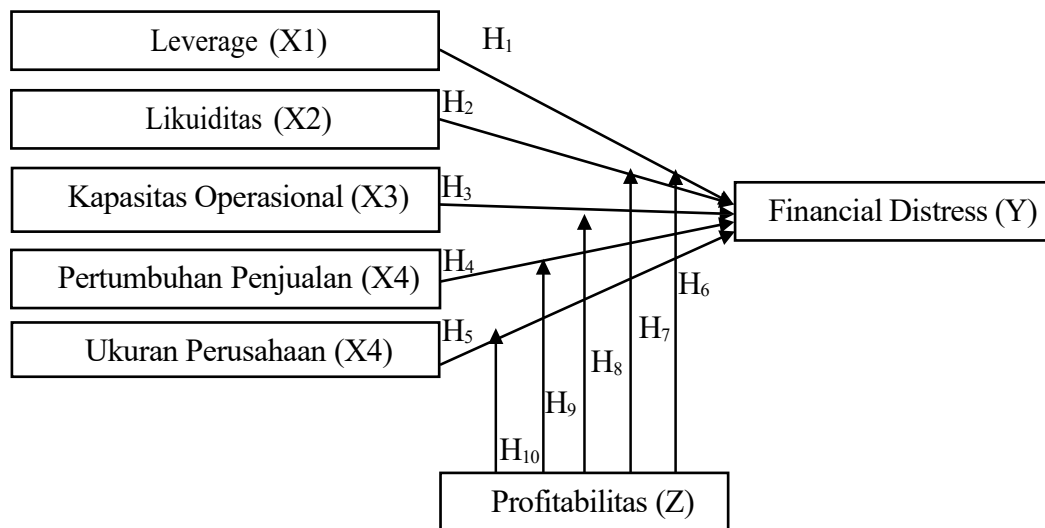 Leverage (X1)
H1
Likuiditas (X2)
H2
Kapasitas Operasional (X3)
H3
Financial Distress (Y)
Pertumbuhan Penjualan (X4)
H4
Ukuran Perusahaan (X4)
H5
H6
H7
H8
H9
H10
Profitabilitas (Z)